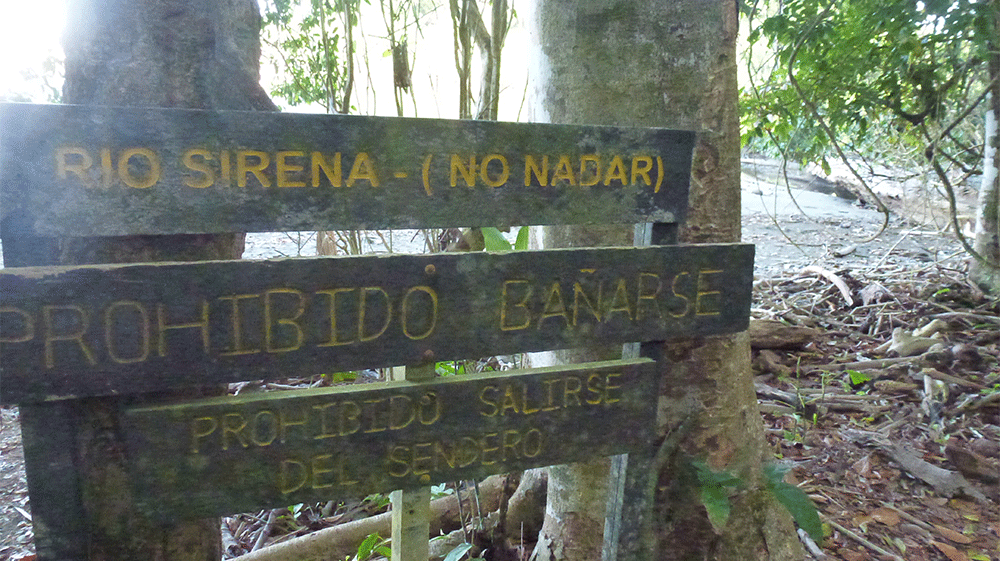 RIO SIRENA - ( NO NADAR)
PROHIBIDO BAÑARSE
PROHIBIDO SALIRSE
DEL SENDERO